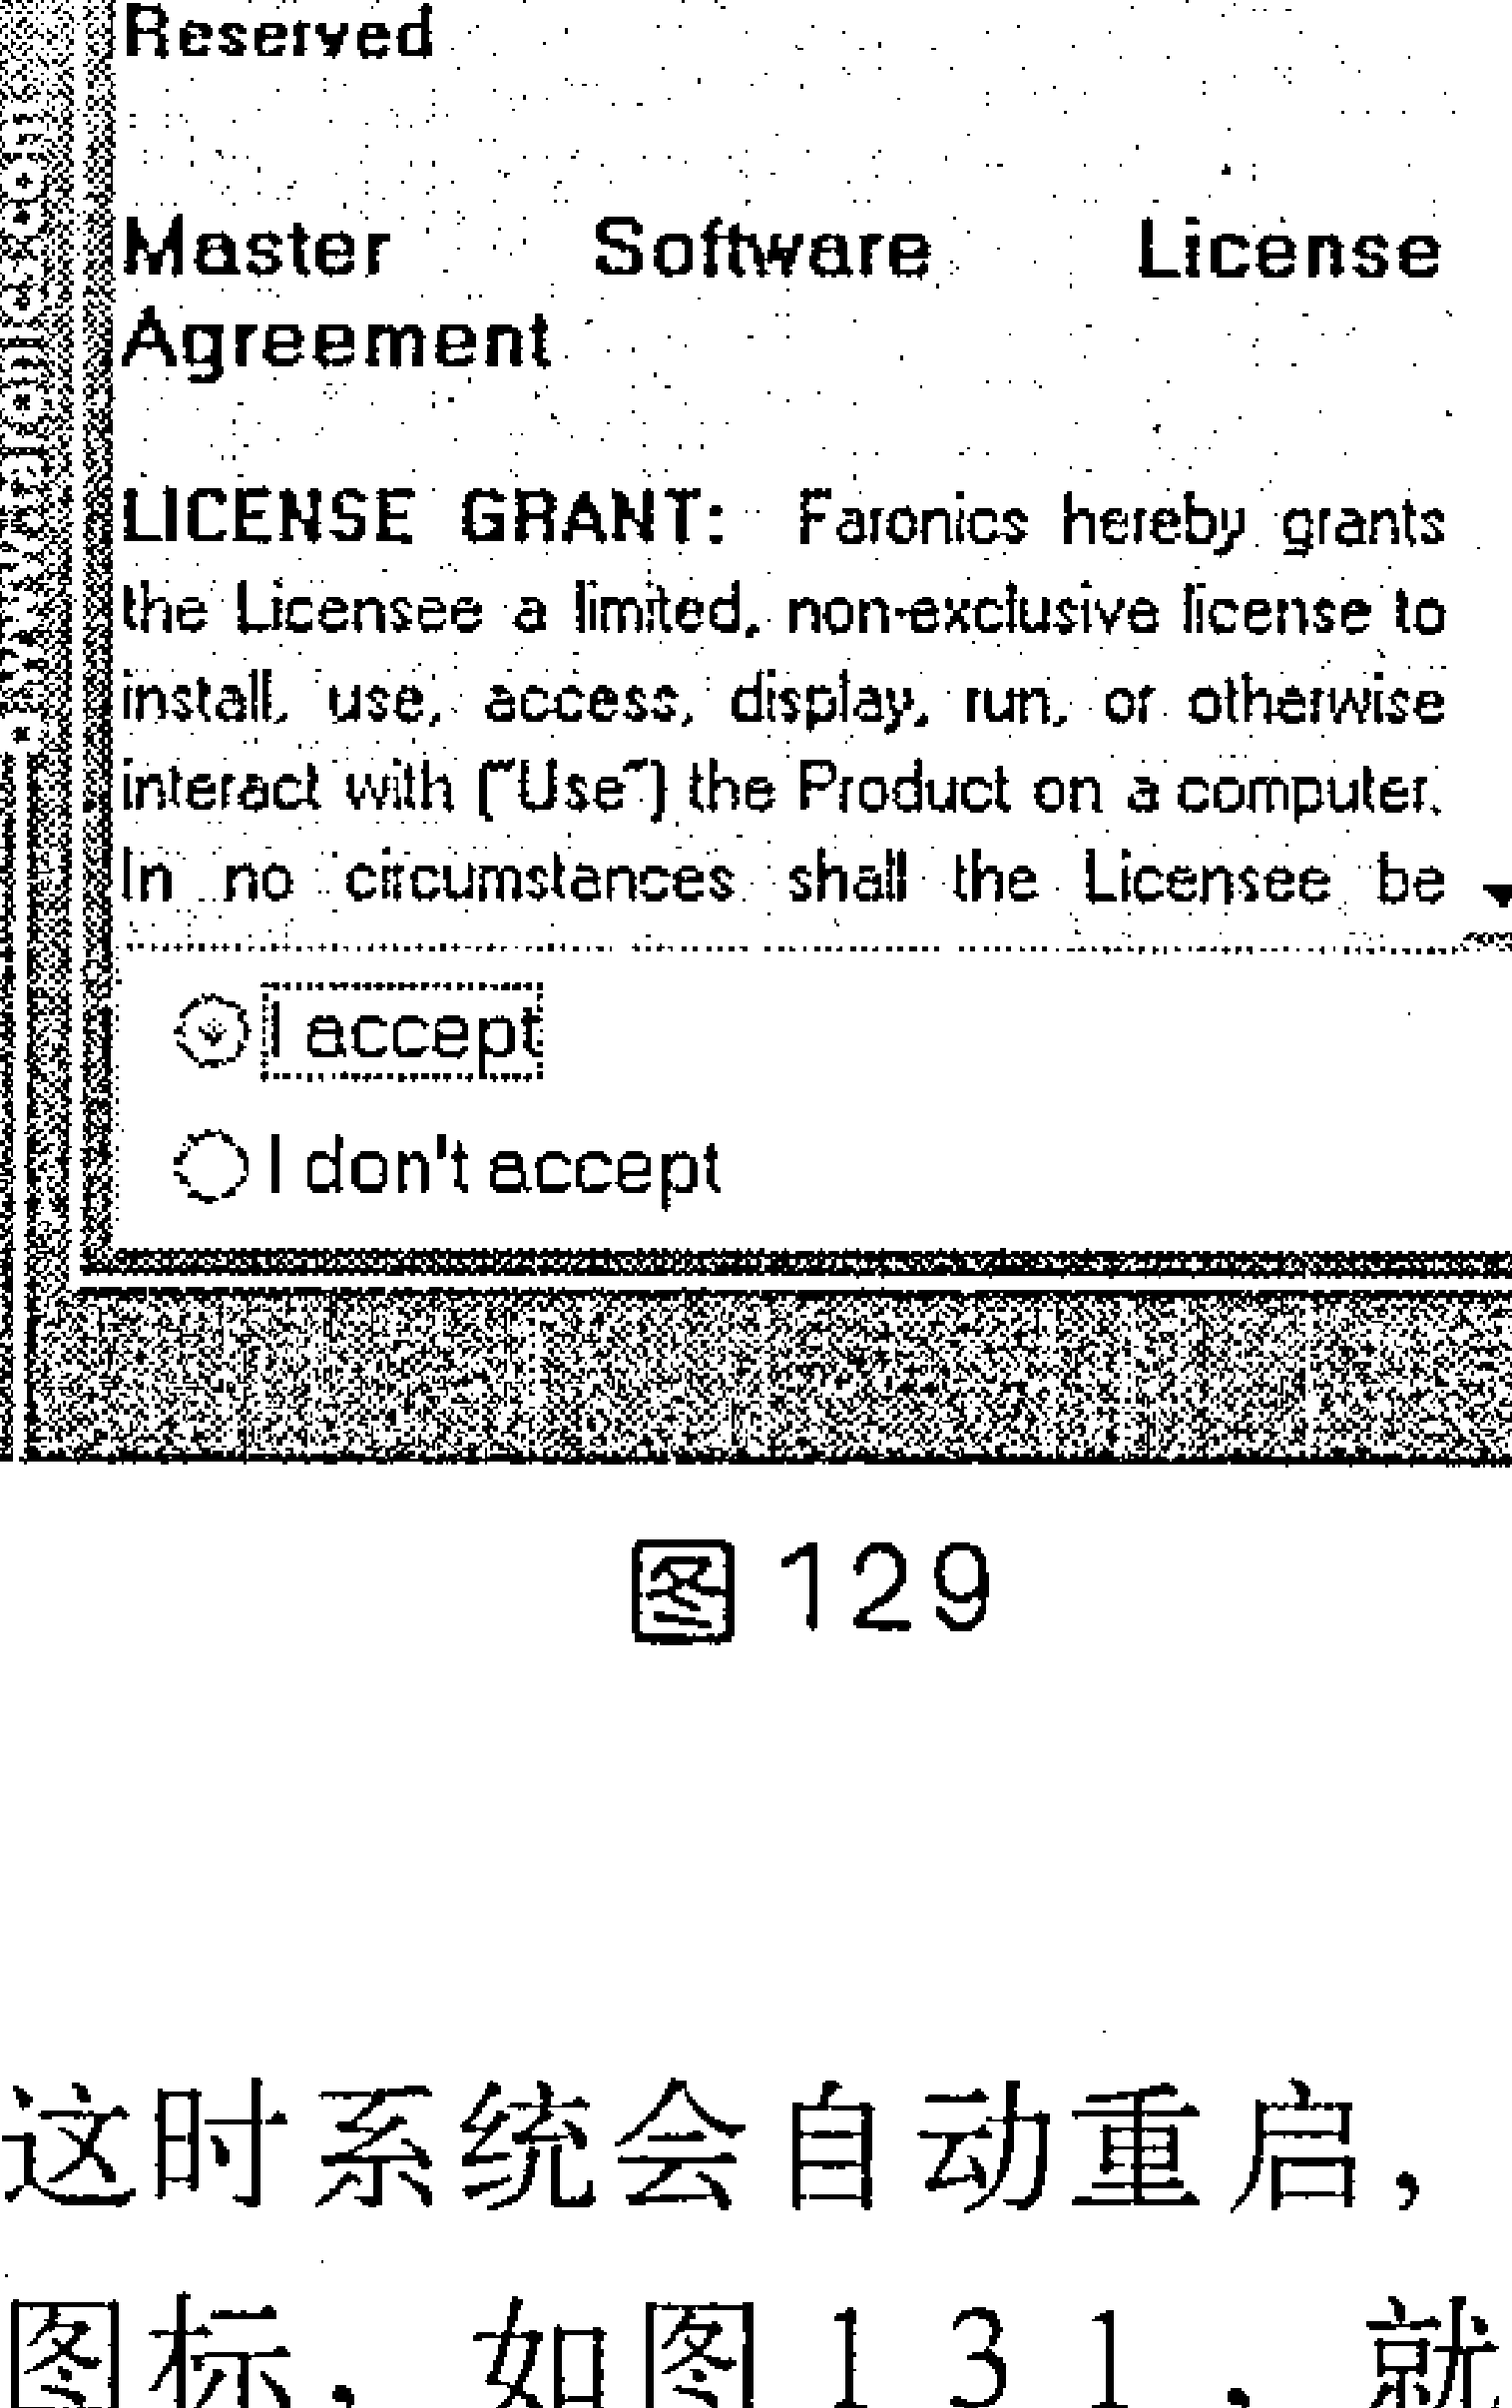 Reserved
Master Software License
Agreement
LICENSE GRANT: Faronics hereby grants
the Licensee a limited, non-exclusive license to
install, use, access, display, run, or otherwise
interact with ("Use") the Product on a computer.
In no circumstances shall the Licensee be
I accept
I don't accept
图 129
这时系统会自动重启，
图标，如图131，就